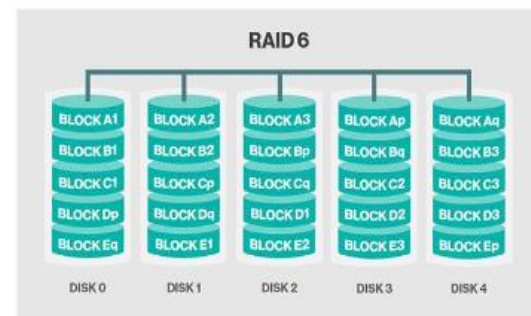 RAID 6
BLOCK A1 BLOCK A2 BLOCK A3 BLOCK Ap BLOCK Aq
BLOCK B1 BLOCK B2 BLOCK Bp BLOCK Bq BLOCK B3
BLOCK C1 BLOCK Cp BLOCK Cq BLOCK C2 BLOCK C3
BLOCK Dp BLOCK Dq BLOCK D1 BLOCK D2 BLOCK D3
BLOCK Eq BLOCK E1 BLOCK E2 BLOCK E3 BLOCK Ep
DISK 0 DISK 1 DISK 2 DISK 3 DISK 4